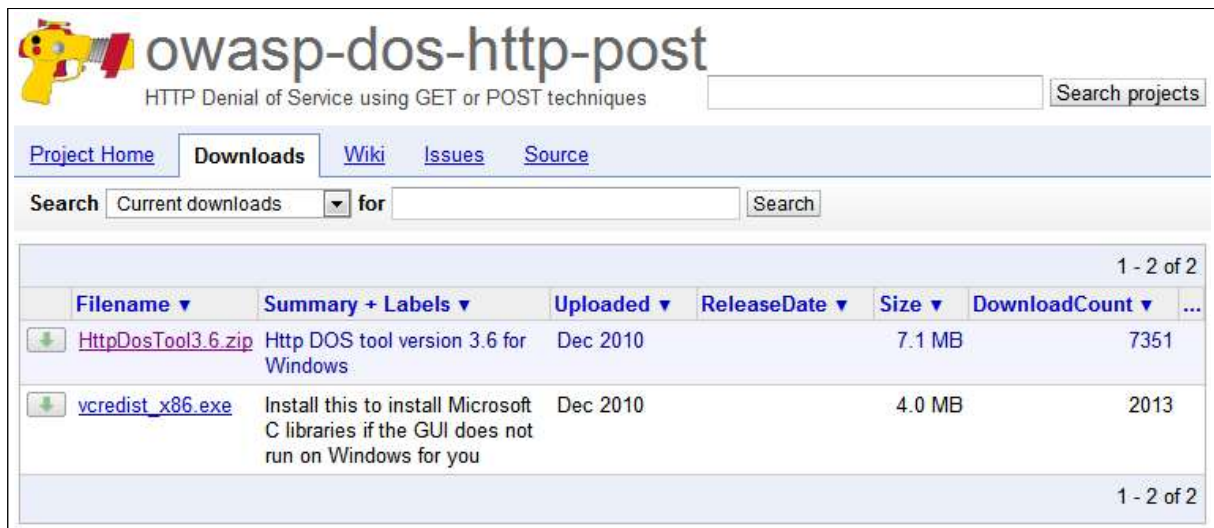 owasp-dos-http-post
HTTP Denial of Service using GET or POST techniques
Search projects
Project Home Downloads Wiki Issues Source
Search Current downloads for Search
1 - 2 of 2
Filename ▼ Summary + Labels ▼ Uploaded ▼ ReleaseDate ▼ Size ▼ DownloadCount ▼ ...
HttpDosTool3.6.zip Http DOS tool version 3.6 for Dec 2010 7.1 MB 7351
Windows
vcredist_x86.exe Install this to install Microsoft Dec 2010 4.0 MB 2013
C libraries if the GUI does not
run on Windows for you
1 - 2 of 2